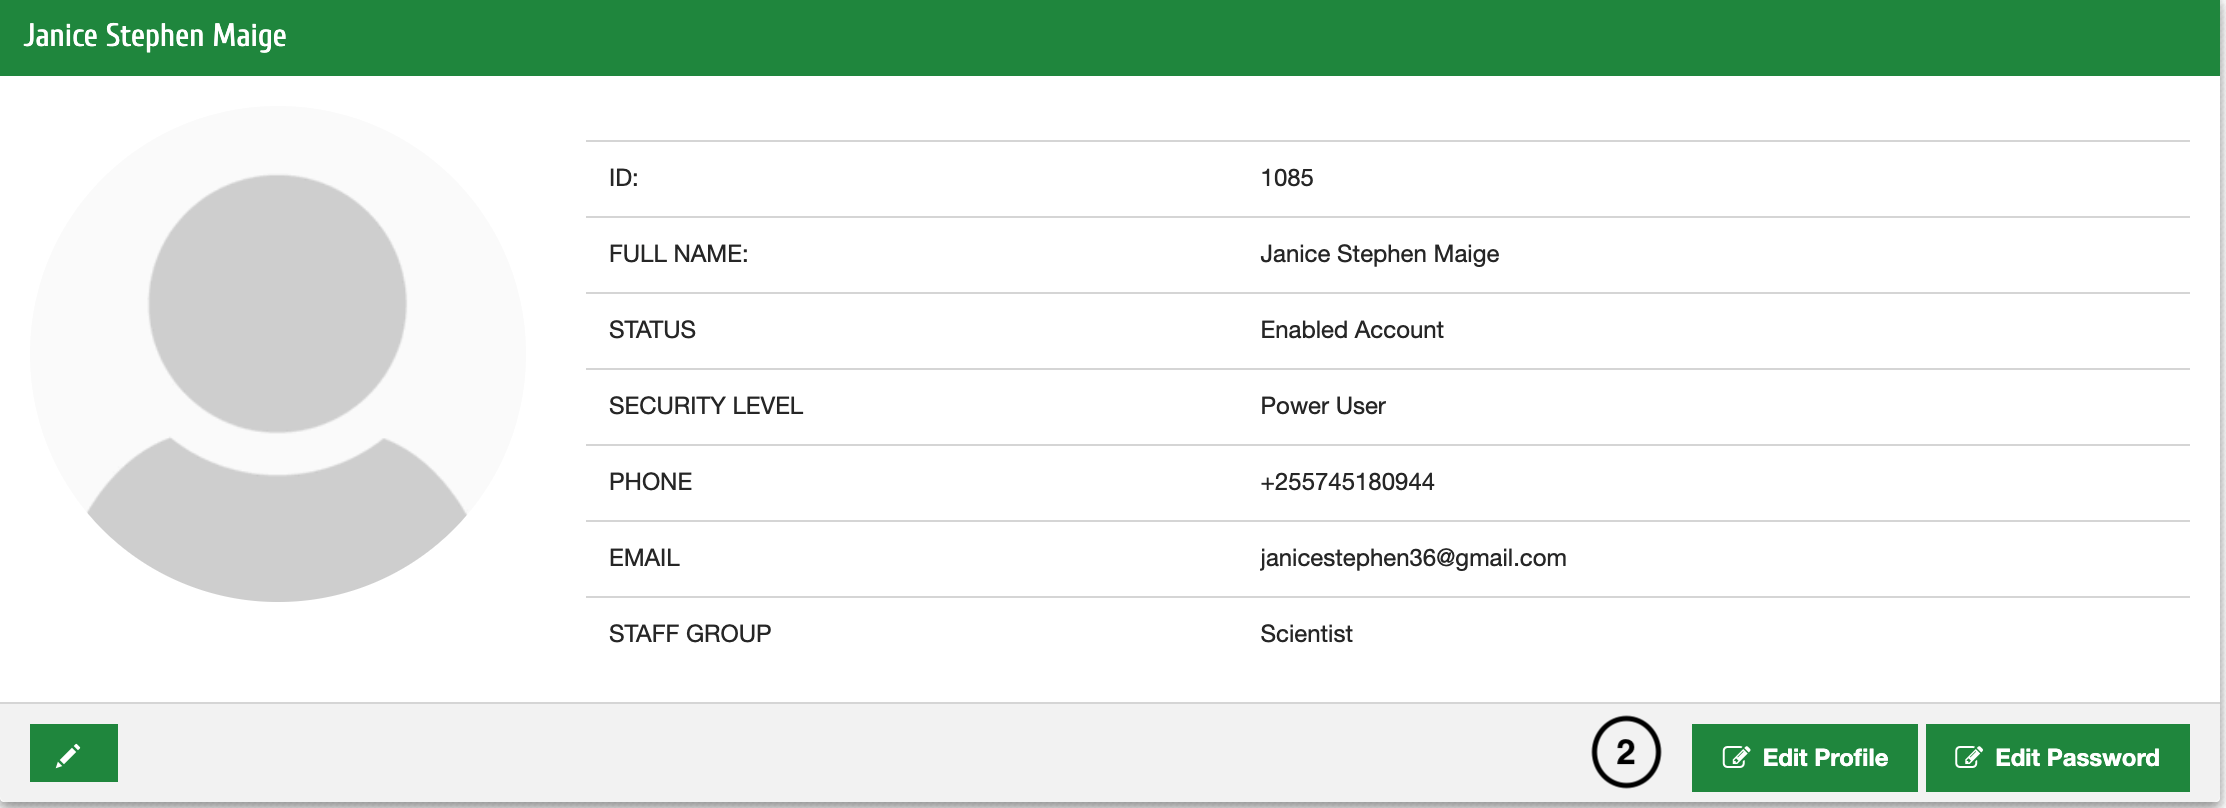 Janice Stephen Maige
ID: 1085
FULL NAME: Janice Stephen Maige
STATUS Enabled Account
SECURITY LEVEL Power User
PHONE +255745180944
EMAIL janicestephen36@gmail.com
STAFF GROUP Scientist
2 Edit Profile Edit Password